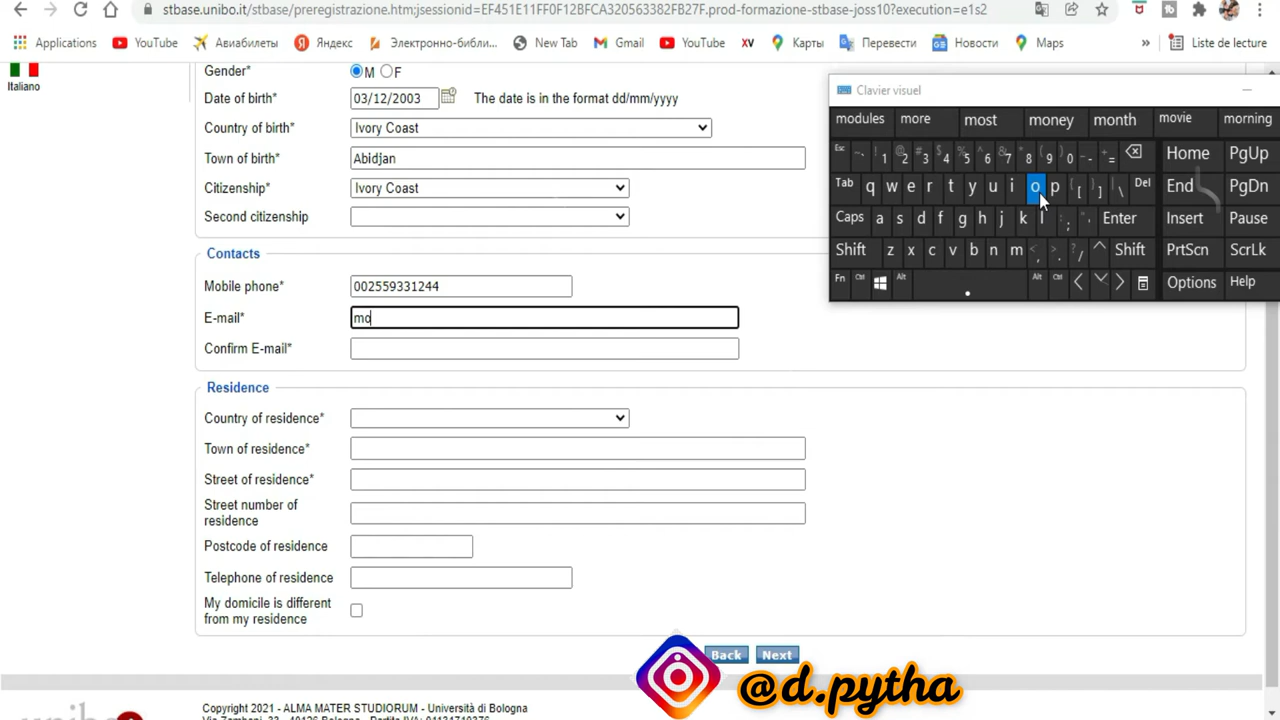 stbase.unibo.it/stbase/preregistrazione.htm;jsessionid=EF451E11FF0F12BFCA320563382FB27F.prod-formazione-stbase-joss10?execution=e1s2
Applications YouTube Авиабилеты Яндекс Электронно-библи... New Tab Gmail YouTube XV Карты Перевести Новости Maps » Liste de lecture
Italiano
Gender* M F
Date of birth* 03/12/2003 The date is in the format dd/mm/yyyy
Country of birth* Ivory Coast
Town of birth* Abidjan
Citizenship* Ivory Coast
Second citizenship
Contacts
Mobile phone* 002559331244
E-mail* mo
Confirm E-mail*
Residence
Country of residence*
Town of residence*
Street of residence*
Street number of
residence
Postcode of residence
Telephone of residence
My domicile is different
from my residence
Back Next
Clavier visuel
modules more most money month movie morning
Esc ~ ` ! 1 @ 2 # 3 $ 4 % 5 ^ 6 & 7 * 8 ( 9 ) 0 _ - + = Home PgUp
Tab q w e r t y u i o p { [ } ] | \ Del End PgDn
Caps a s d f g h j k l : ; " ' Enter Insert Pause
Shift z x c v b n m < , > . ? / Shift PrtScn ScrLk
Fn Ctrl Alt Alt Ctrl Options Help
@d.pytha
Copyright 2021 - ALMA MATER STUDIORUM - Università di Bologna